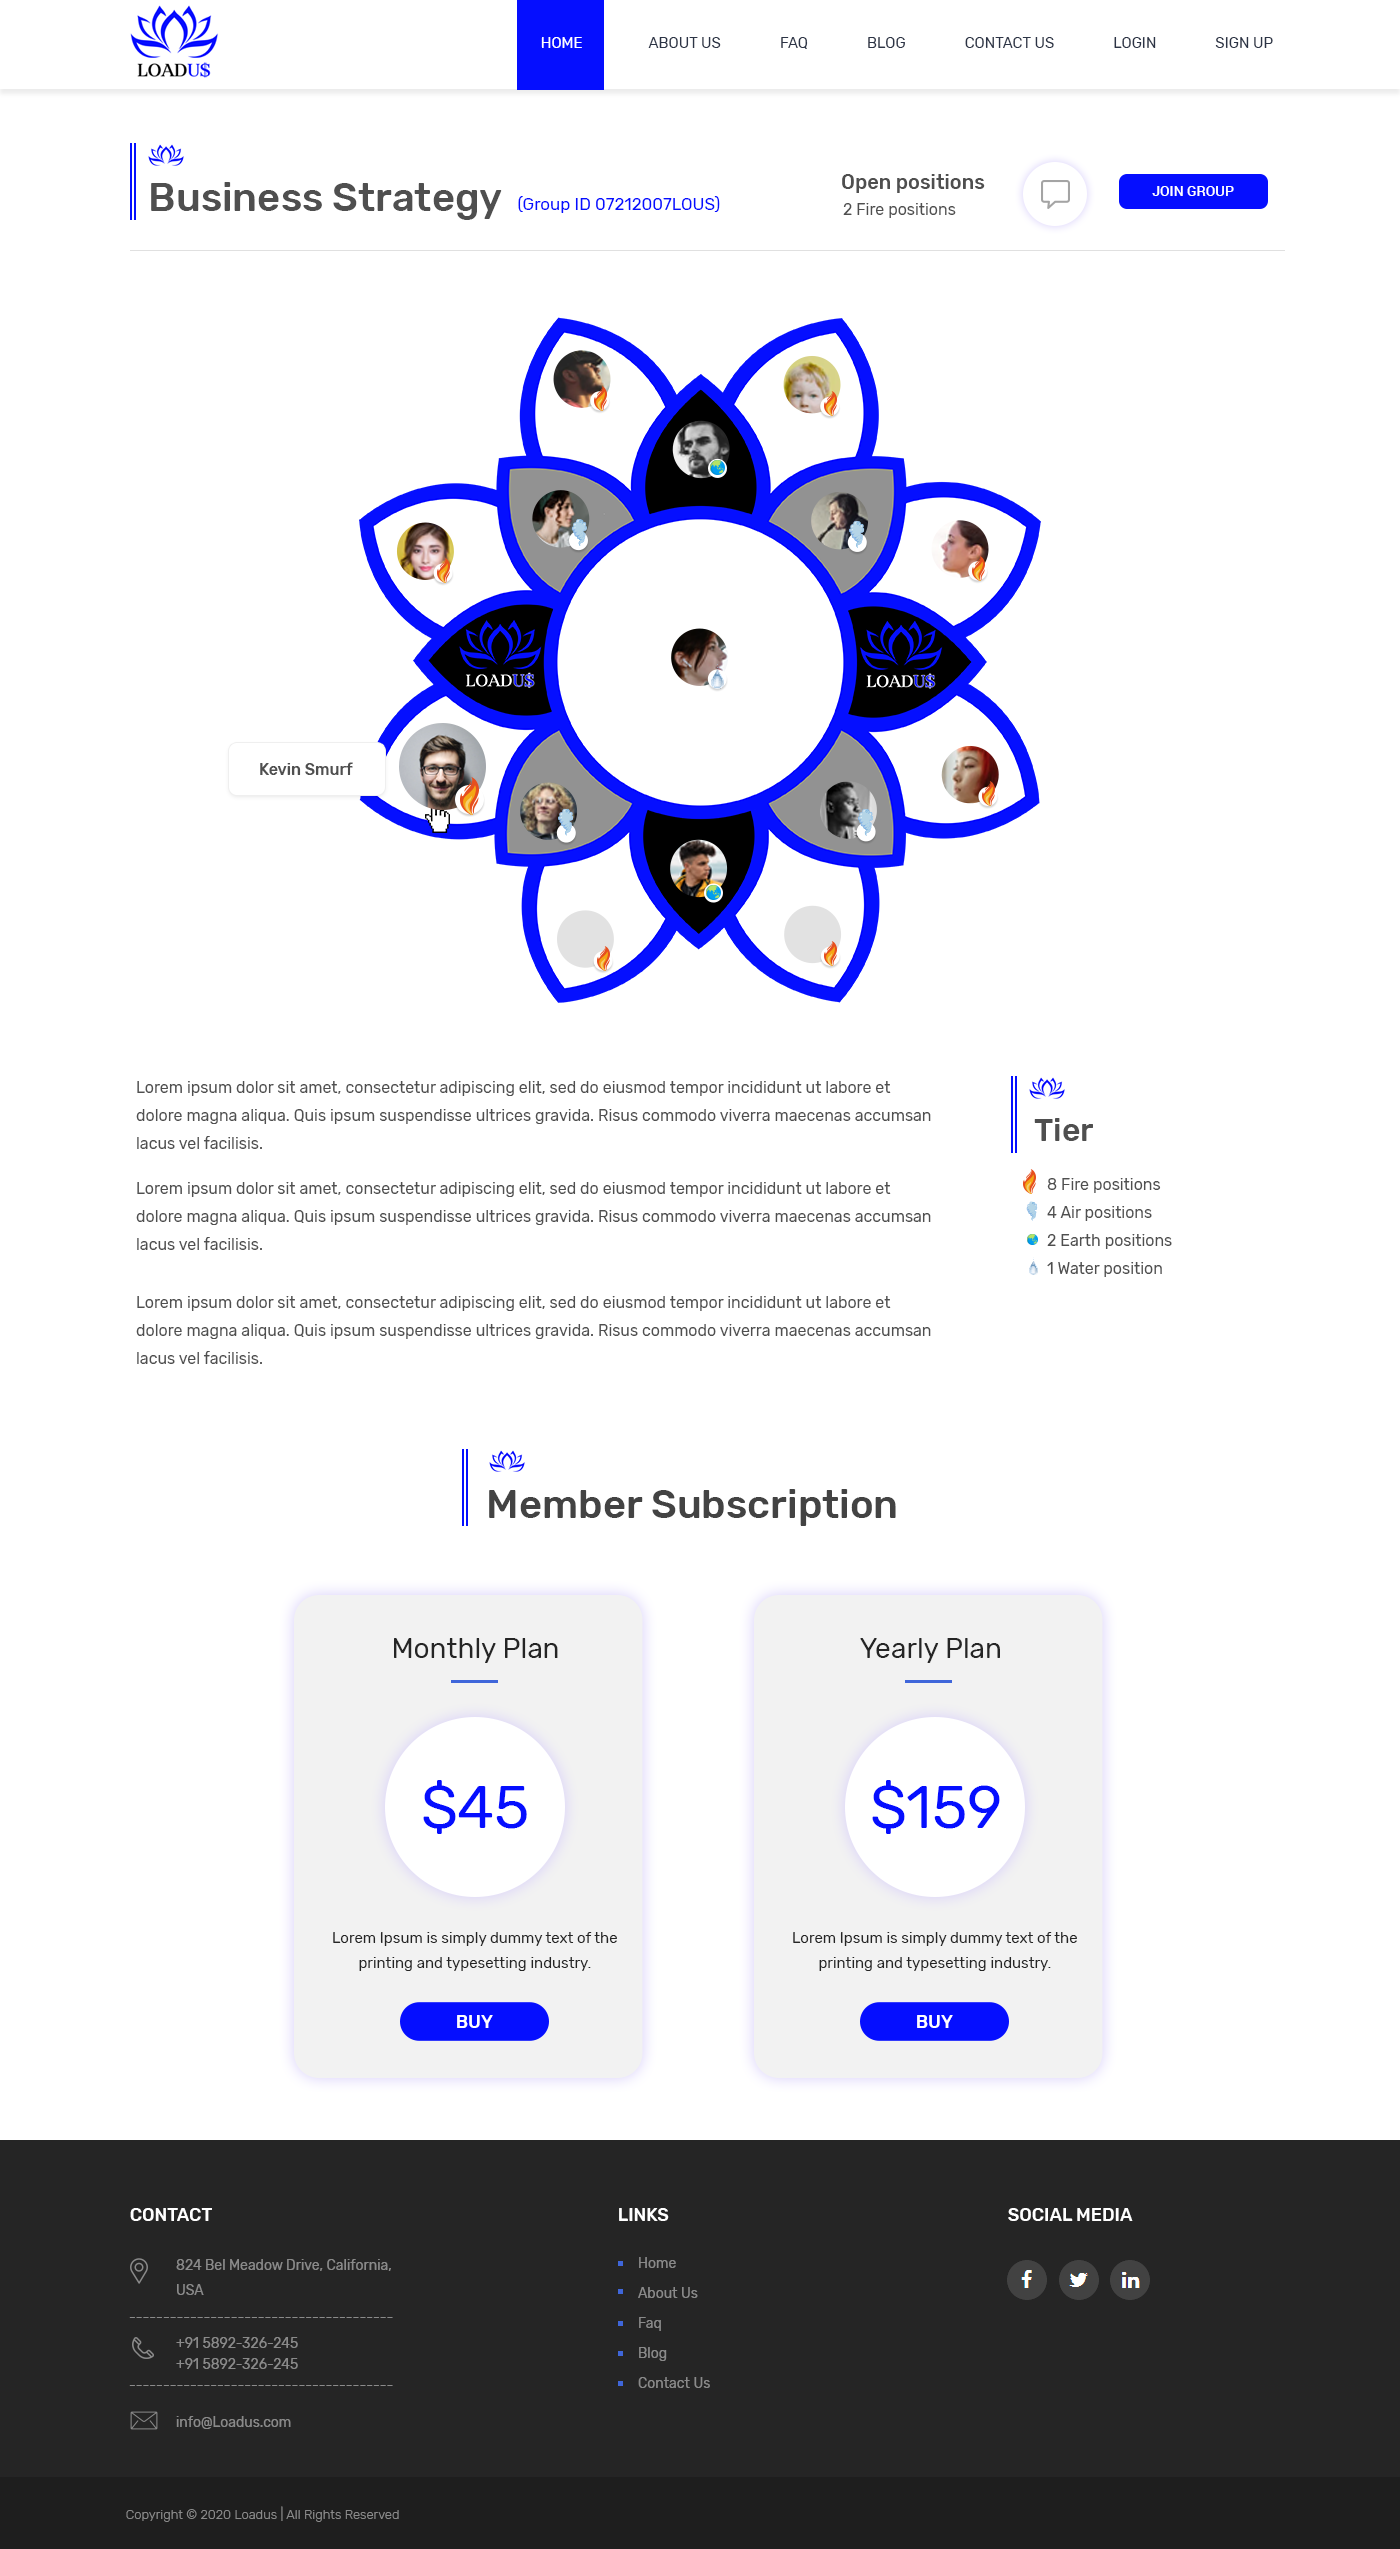 LOADU$
HOME
ABOUT US
FAQ
BLOG
CONTACT US
LOGIN
SIGN UP
Business Strategy
(Group ID 07212007LOUS)
Open positions
2 Fire positions
JOIN GROUP
LOADU$
LOADU$
Kevin Smurf
Lorem ipsum dolor sit amet, consectetur adipiscing elit, sed do eiusmod tempor incididunt ut labore et
dolore magna aliqua. Quis ipsum suspendisse ultrices gravida. Risus commodo viverra maecenas accumsan
lacus vel facilisis.
Lorem ipsum dolor sit amet, consectetur adipiscing elit, sed do eiusmod tempor incididunt ut labore et
dolore magna aliqua. Quis ipsum suspendisse ultrices gravida. Risus commodo viverra maecenas accumsan
lacus vel facilisis.
Lorem ipsum dolor sit amet, consectetur adipiscing elit, sed do eiusmod tempor incididunt ut labore et
dolore magna aliqua. Quis ipsum suspendisse ultrices gravida. Risus commodo viverra maecenas accumsan
lacus vel facilisis.
Tier
8 Fire positions
4 Air positions
2 Earth positions
1 Water position
Member Subscription
Monthly Plan
$45
Lorem Ipsum is simply dummy text of the
printing and typesetting industry.
BUY
Yearly Plan
$159
Lorem Ipsum is simply dummy text of the
printing and typesetting industry.
BUY
CONTACT
824 Bel Meadow Drive, California,
USA
+91 5892-326-245
+91 5892-326-245
info@Loadus.com
LINKS
Home
About Us
Faq
Blog
Contact Us
SOCIAL MEDIA
Copyright © 2020 Loadus | All Rights Reserved